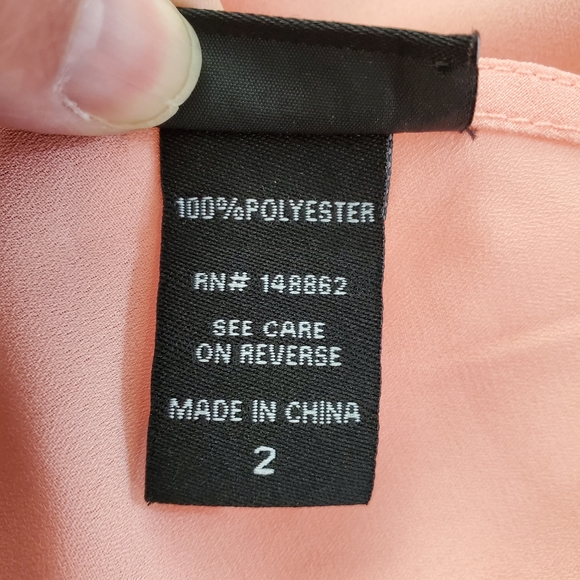 100%POLYESTER
RN# 148862
SEE CARE
ON REVERSE
MADE IN CHINA
2